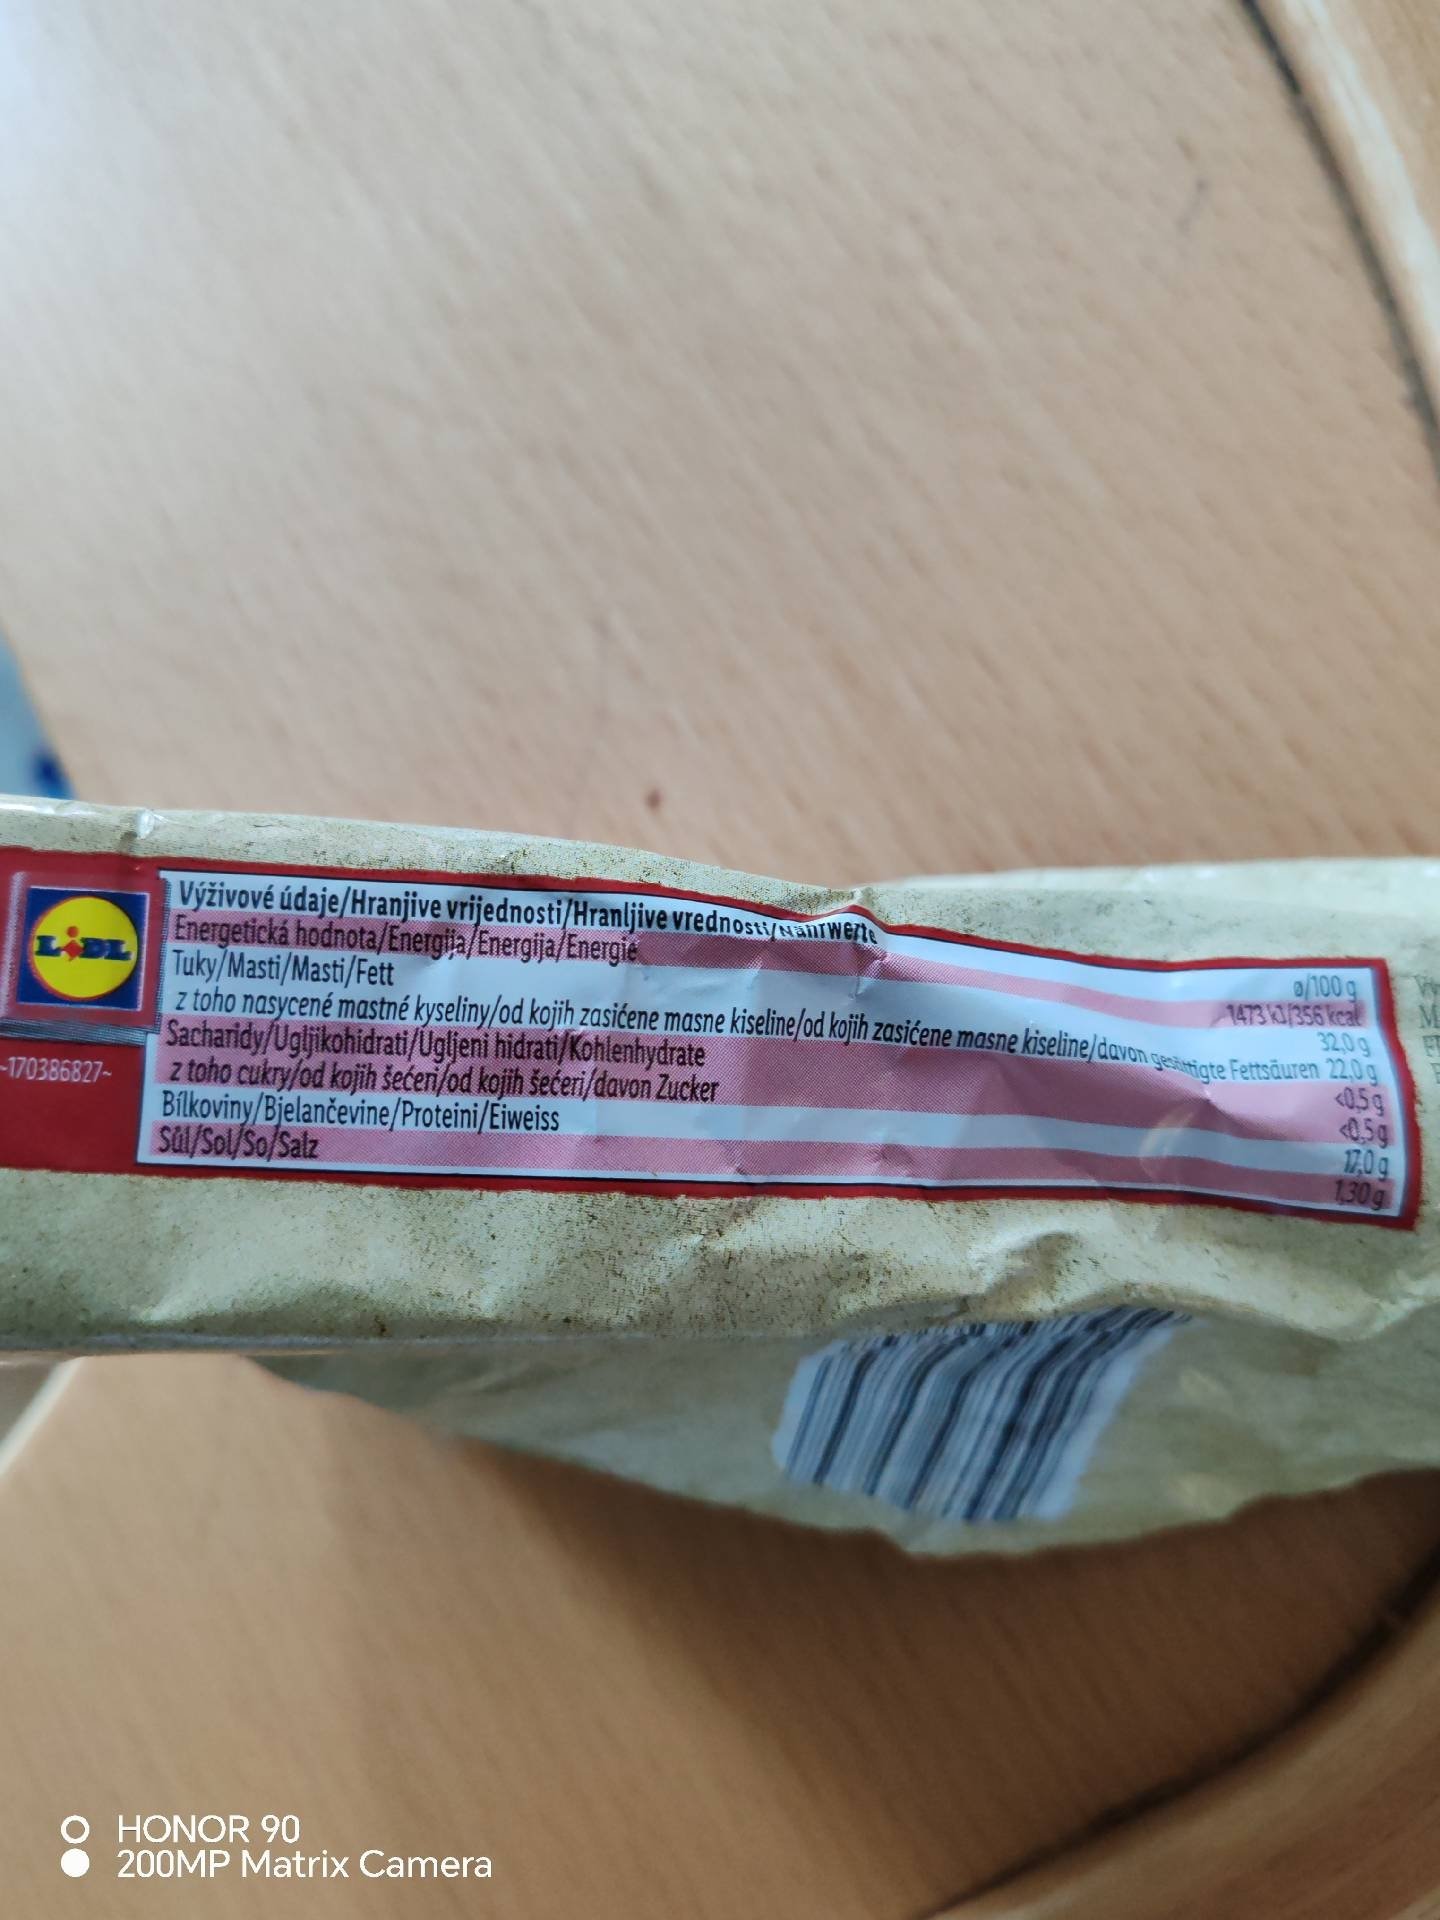 Výživové údaje/Hranjive vrijednosti/Hranljive vrednosti/Nährwerte ø/100 g
Energetická hodnota/Energija/Energija/Energie 1473 kJ/356 kcal
Tuky/Masti/Masti/Fett 32,0 g
z toho nasycené mastné kyseliny/od kojih zasićene masne kiseline/od kojih zasićene masne kiseline/davon gesättigte Fettsäuren 22,0 g
Sacharidy/Ugljikohidrati/Ugljeni hidrati/Kohlenhydrate <0,5 g
z toho cukry/od kojih šećeri/od kojih šećeri/davon Zucker <0,5 g
Bílkoviny/Bjelančevine/Proteini/Eiweiss 17,0 g
Sůl/Sol/So/Salz 1,30 g
LIDL
~170386827~
HONOR 90
200MP Matrix Camera